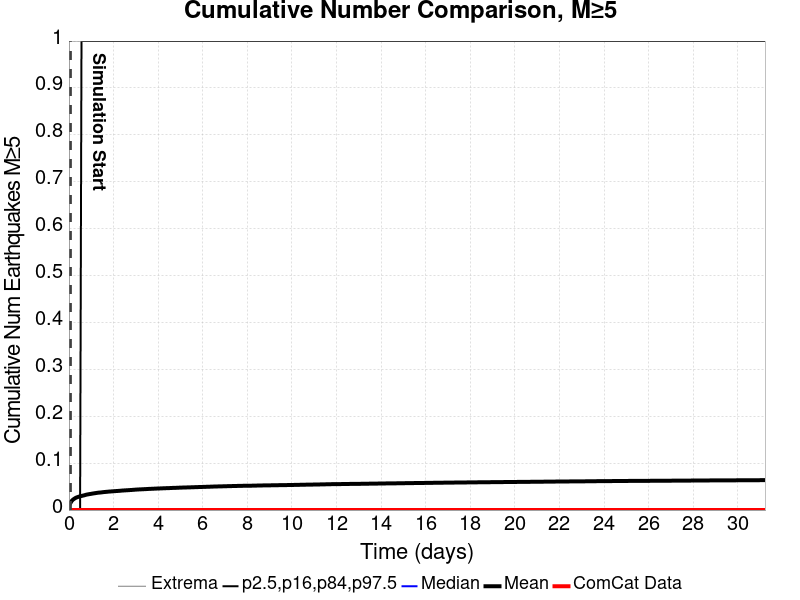 Cumulative Number Comparison, M≥5
Cumulative Num Earthquakes M≥5
1
0.9
0.8
0.7
0.6
0.5
0.4
0.3
0.2
0.1
0
Simulation Start
0 2 4 6 8 10 12 14 16 18 20 22 24 26 28 30
Time (days)
Extrema p2.5,p16,p84,p97.5 Median Mean ComCat Data